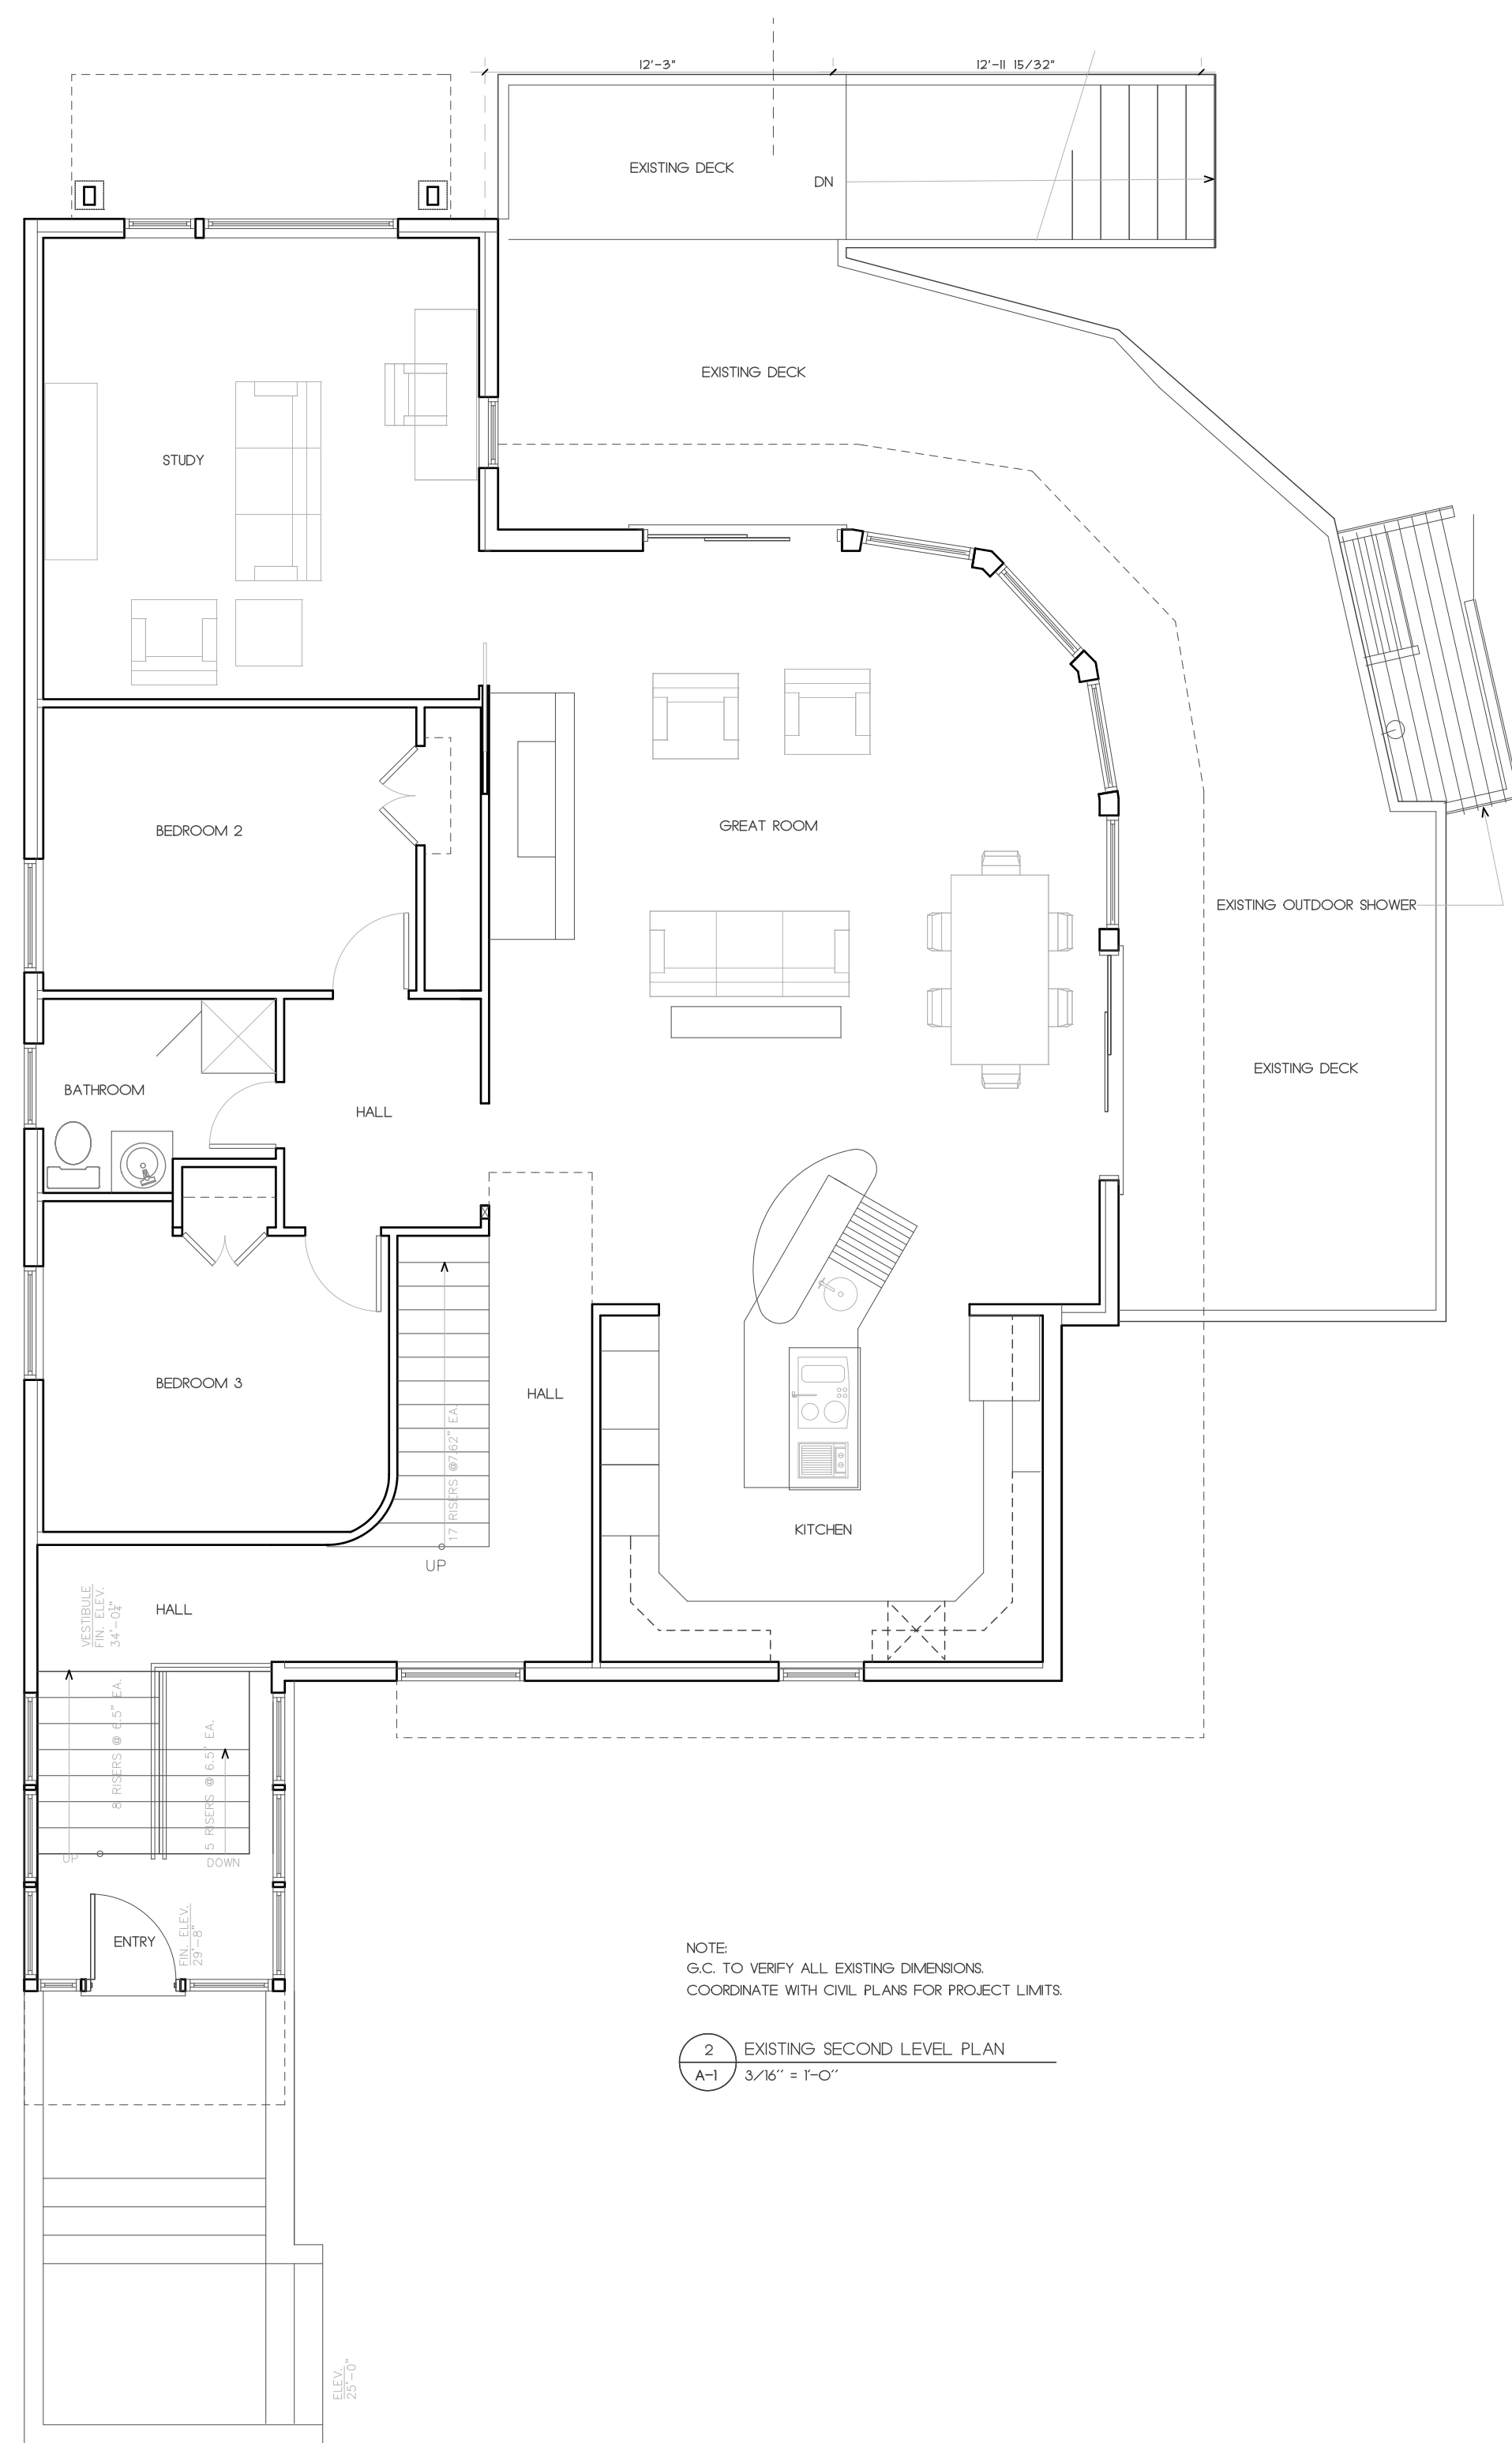 12'-3"
12'-11 15/32"
EXISTING DECK
DN
EXISTING DECK
STUDY
BEDROOM 2
GREAT ROOM
EXISTING OUTDOOR SHOWER
EXISTING DECK
BATHROOM
HALL
BEDROOM 3
HALL
17 RISERS @7.62" EA.
KITCHEN
UP
HALL
VESTIBULE
FIN. ELEV.
34'-0¼"
8 RISERS @ 6.5" EA.
5 RISERS @ 6.5' EA.
UP
DOWN
ENTRY
FIN. ELEV.
29'-8"
NOTE:
G.C. TO VERIFY ALL EXISTING DIMENSIONS.
COORDINATE WITH CIVIL PLANS FOR PROJECT LIMITS.
2
EXISTING SECOND LEVEL PLAN
A-1
3/16'' = 1'-0''
ELEV.
25'-0"